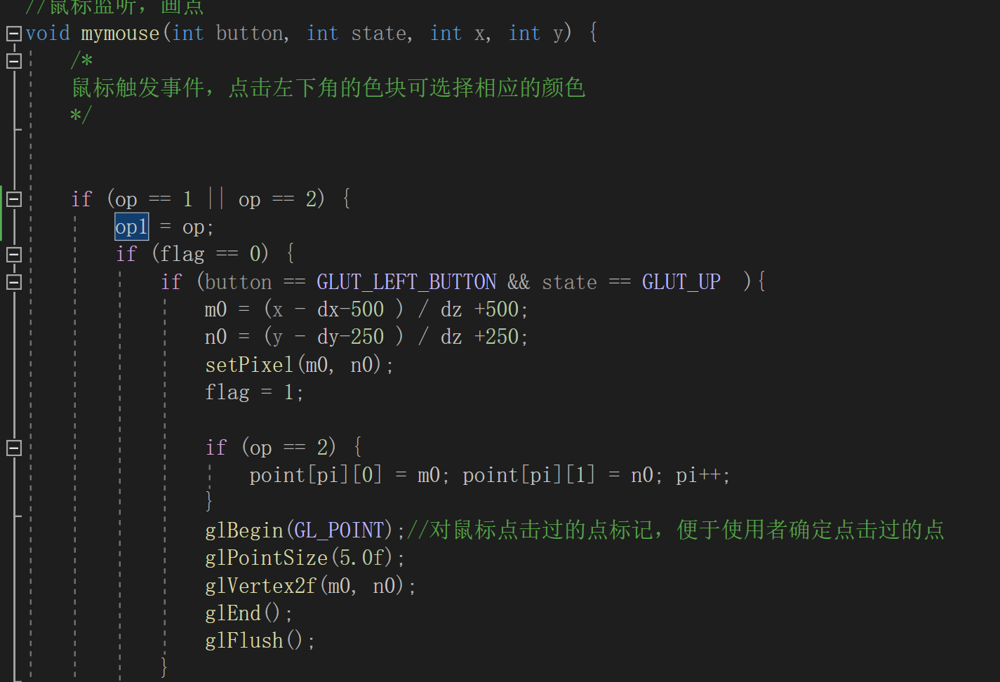 //鼠标监听，画点
void mymouse(int button, int state, int x, int y) {
/*
鼠标触发事件，点击左下角的色块可选择相应的颜色
*/
if (op == 1 || op == 2) {
op1 = op;
if (flag == 0) {
if (button == GLUT_LEFT_BUTTON && state == GLUT_UP  ){
m0 = (x - dx-500 ) / dz +500;
n0 = (y - dy-250 ) / dz +250;
setPixel(m0, n0);
flag = 1;
if (op == 2) {
point[pi][0] = m0; point[pi][1] = n0; pi++;
}
glBegin(GL_POINT);//对鼠标点击过的点标记，便于使用者确定点击过的点
glPointSize(5.0f);
glVertex2f(m0, n0);
glEnd();
glFlush();
}